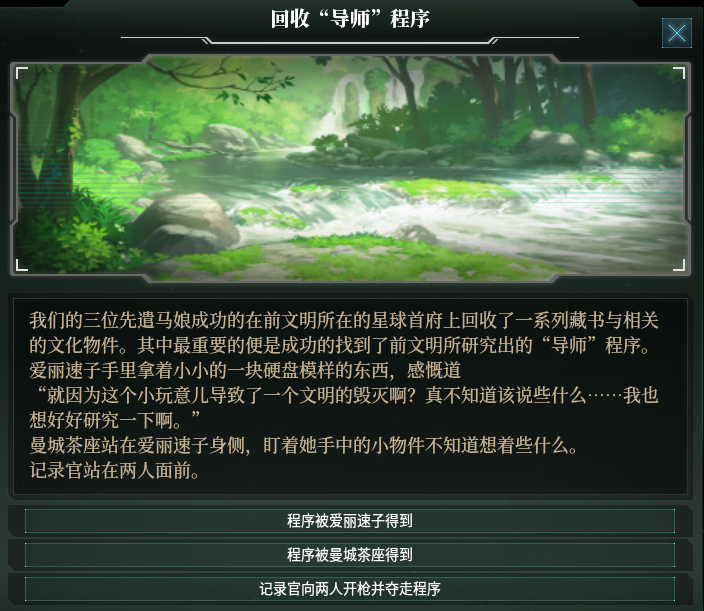 回收“导师”程序
我们的三位先遣马娘成功的在前文明所在的星球首府上回收了一系列藏书与相关
的文化物件。其中最重要的便是成功的找到了前文明所研究出的“导师”程序。
爱丽速子手里拿着小小的一块硬盘模样的东西，感慨道
“就因为这个小玩意儿导致了一个文明的毁灭啊？真不知道该说些什么……我也
想好好研究一下啊。”
曼城茶座站在爱丽速子身侧，盯着她手中的小物件不知道想着些什么。
记录官站在两人面前。
程序被爱丽速子得到
程序被曼城茶座得到
记录官向两人开枪并夺走程序